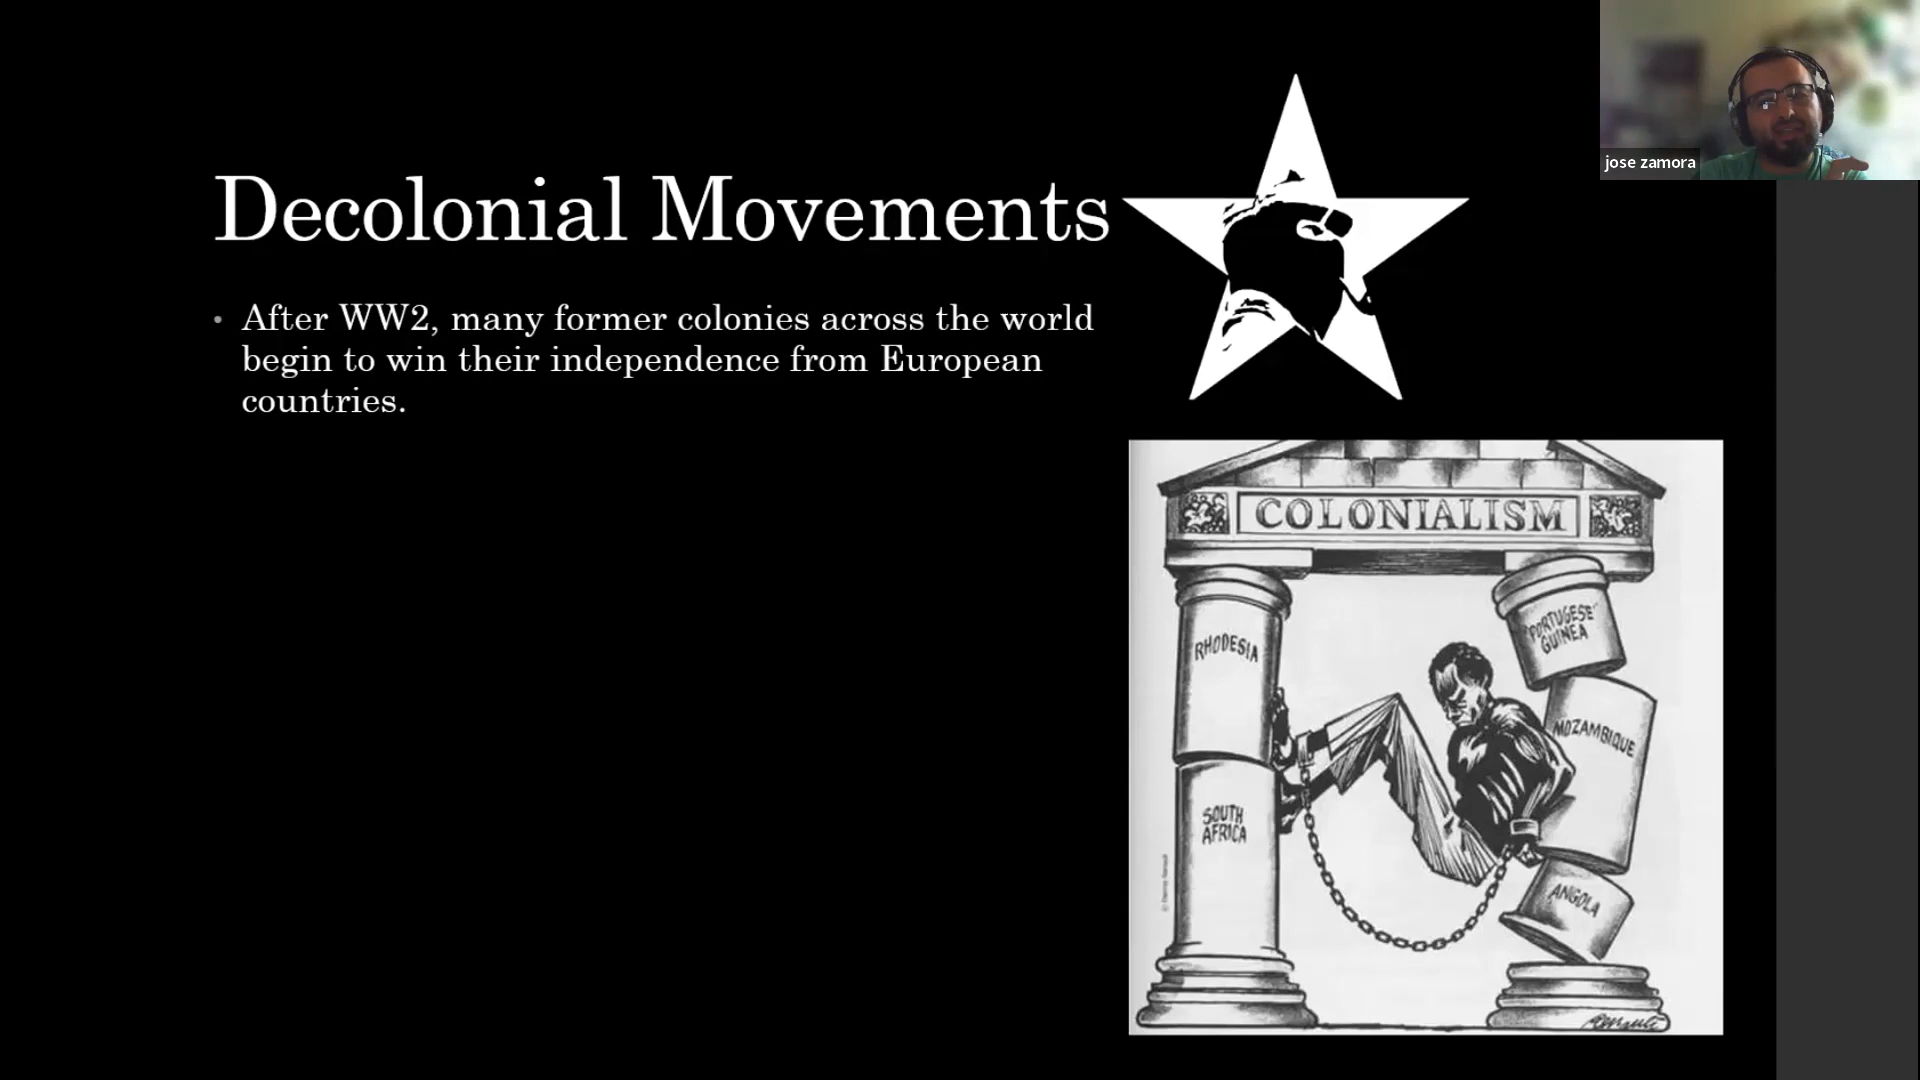 jose zamora
Decolonial Movements
• After WW2, many former colonies across the world
begin to win their independence from European
countries.
COLONIALISM
RHODESIA
SOUTH
AFRICA
"PORTUGESE"
GUINEA
MOZAMBIQUE
ANGOLA